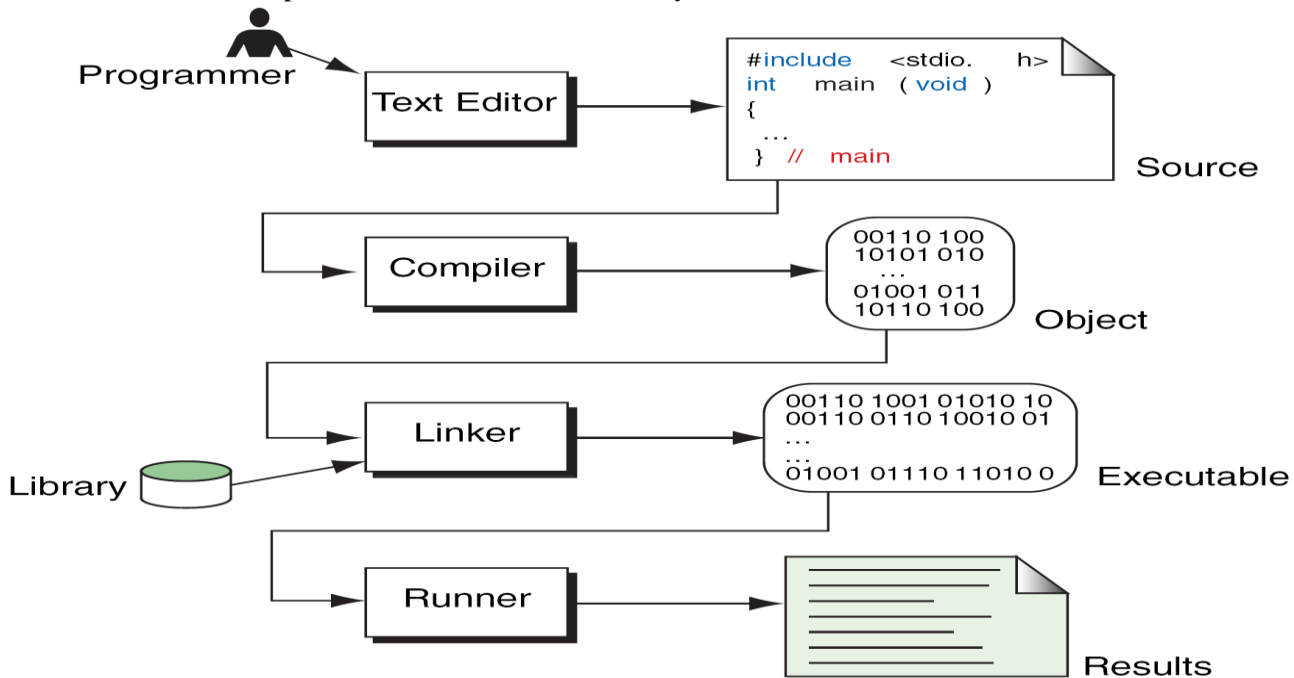 Programmer
Text Editor
#include <stdio. h>
int main ( void )
{
...
} // main
Source
Compiler
00110 100
10101 010
...
01001 011
10110 100
Object
Linker
Library
00110 1001 01010 10
00110 0110 10010 01
...
...
01001 01110 11010 0
Executable
Runner
Results